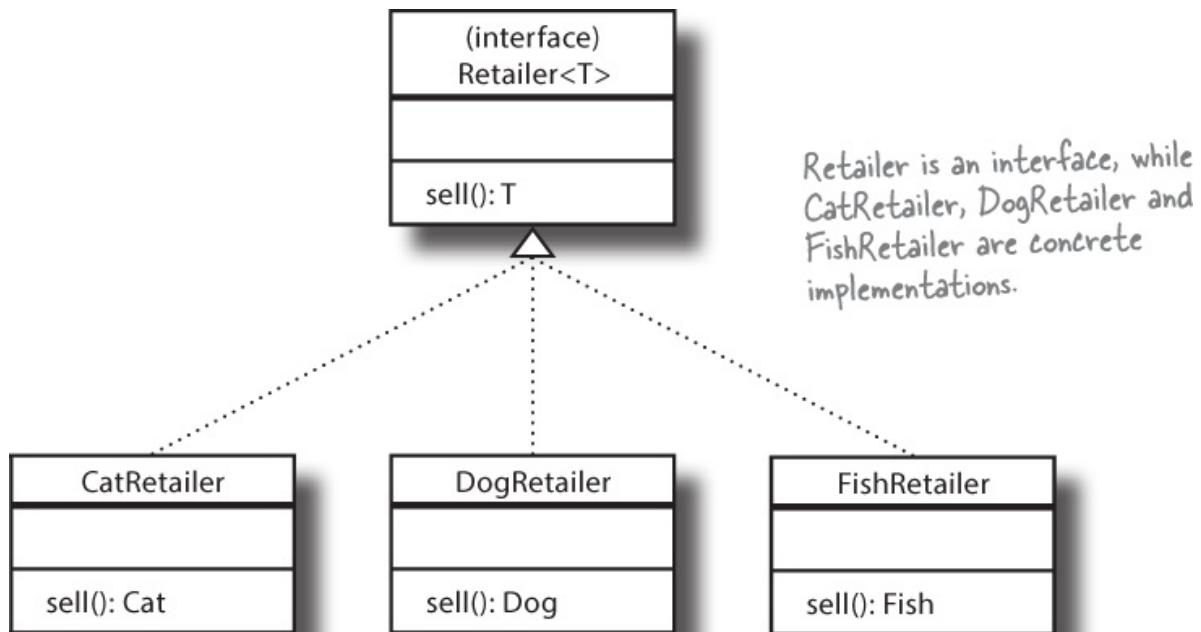 (interface)
Retailer<T>
sell(): T
Retailer is an interface, while
CatRetailer, DogRetailer and
FishRetailer are concrete
implementations.
CatRetailer
sell(): Cat
DogRetailer
sell(): Dog
FishRetailer
sell(): Fish